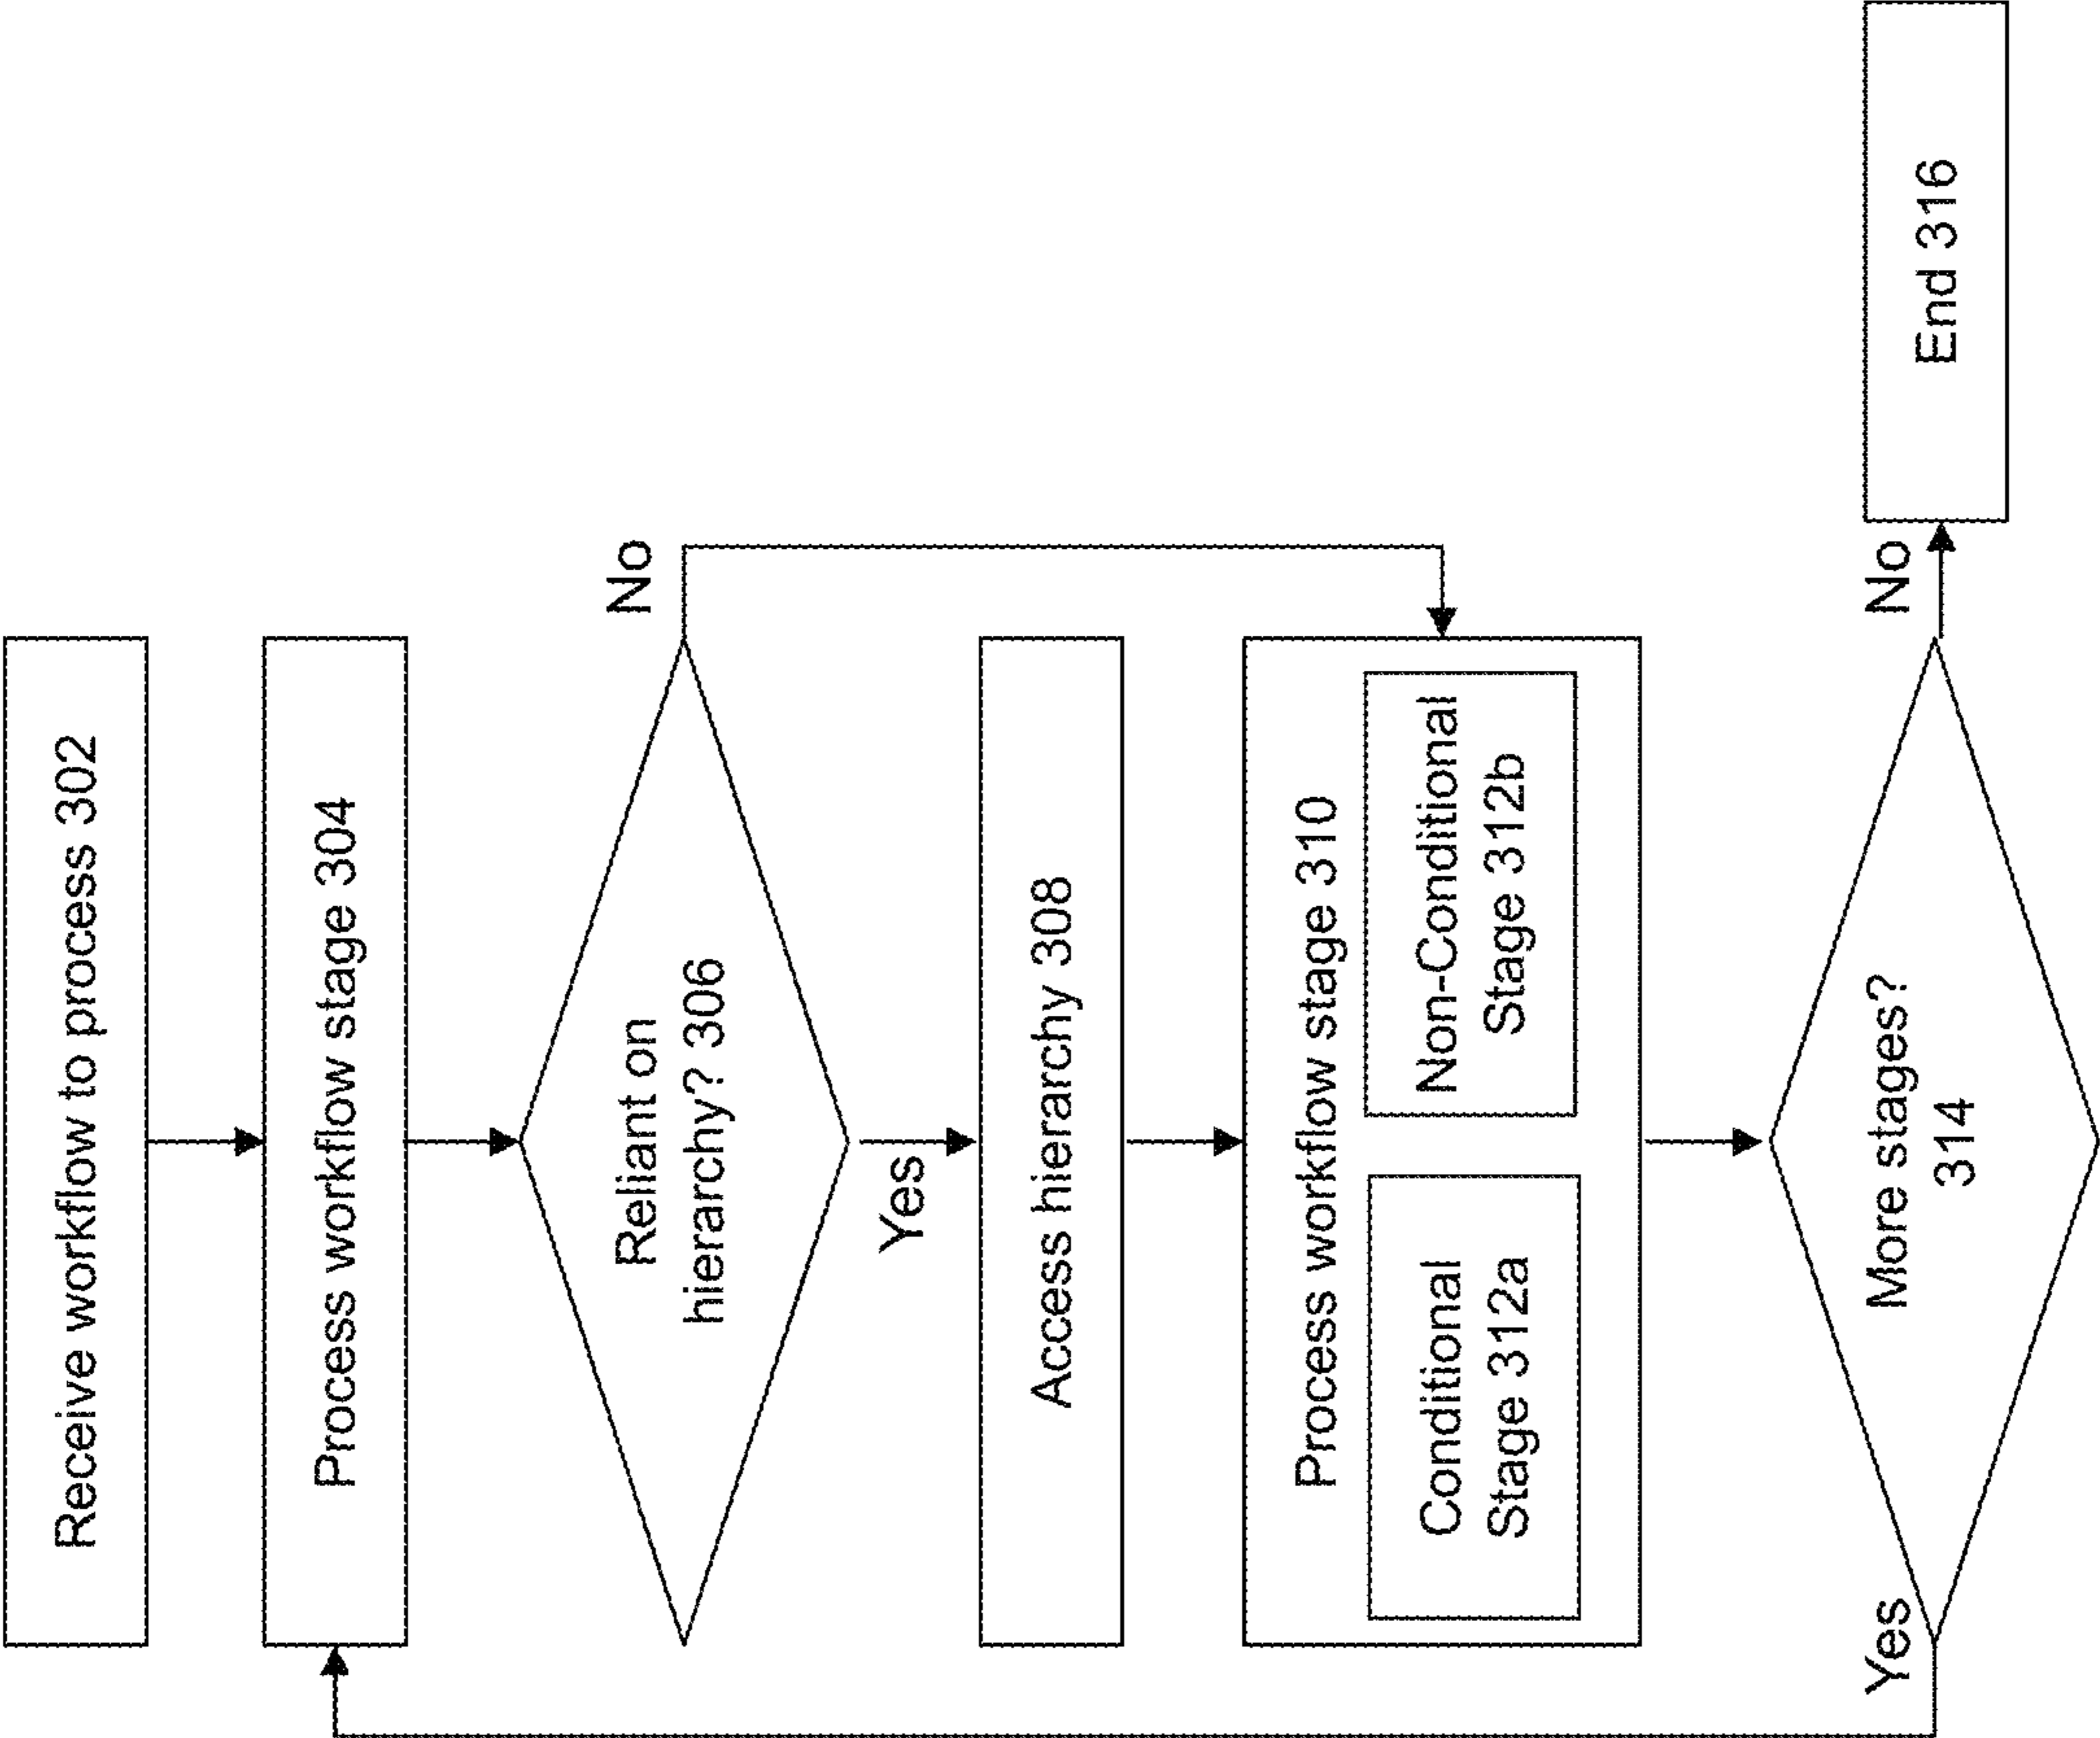 Receive workflow to process 302
Process workflow stage 304
Reliant on
hierarchy? 306
No
Yes
Access hierarchy 308
Process workflow stage 310
Conditional
Stage 312a
Non-Conditional
Stage 312b
More stages?
314
Yes
No
End 316